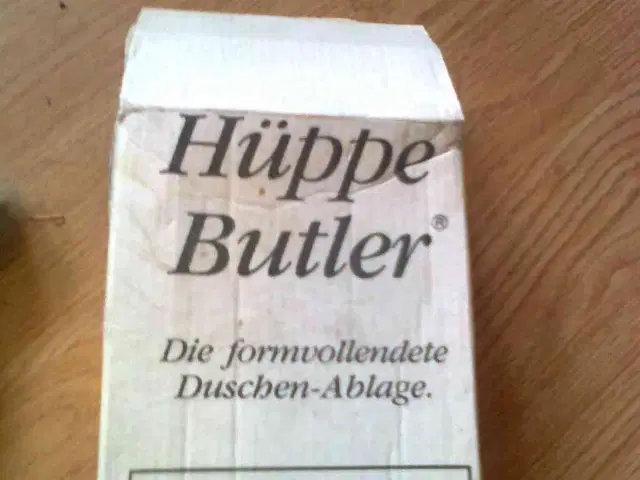 Hüppe
Butler®
Die formvollendete
Duschen-Ablage.